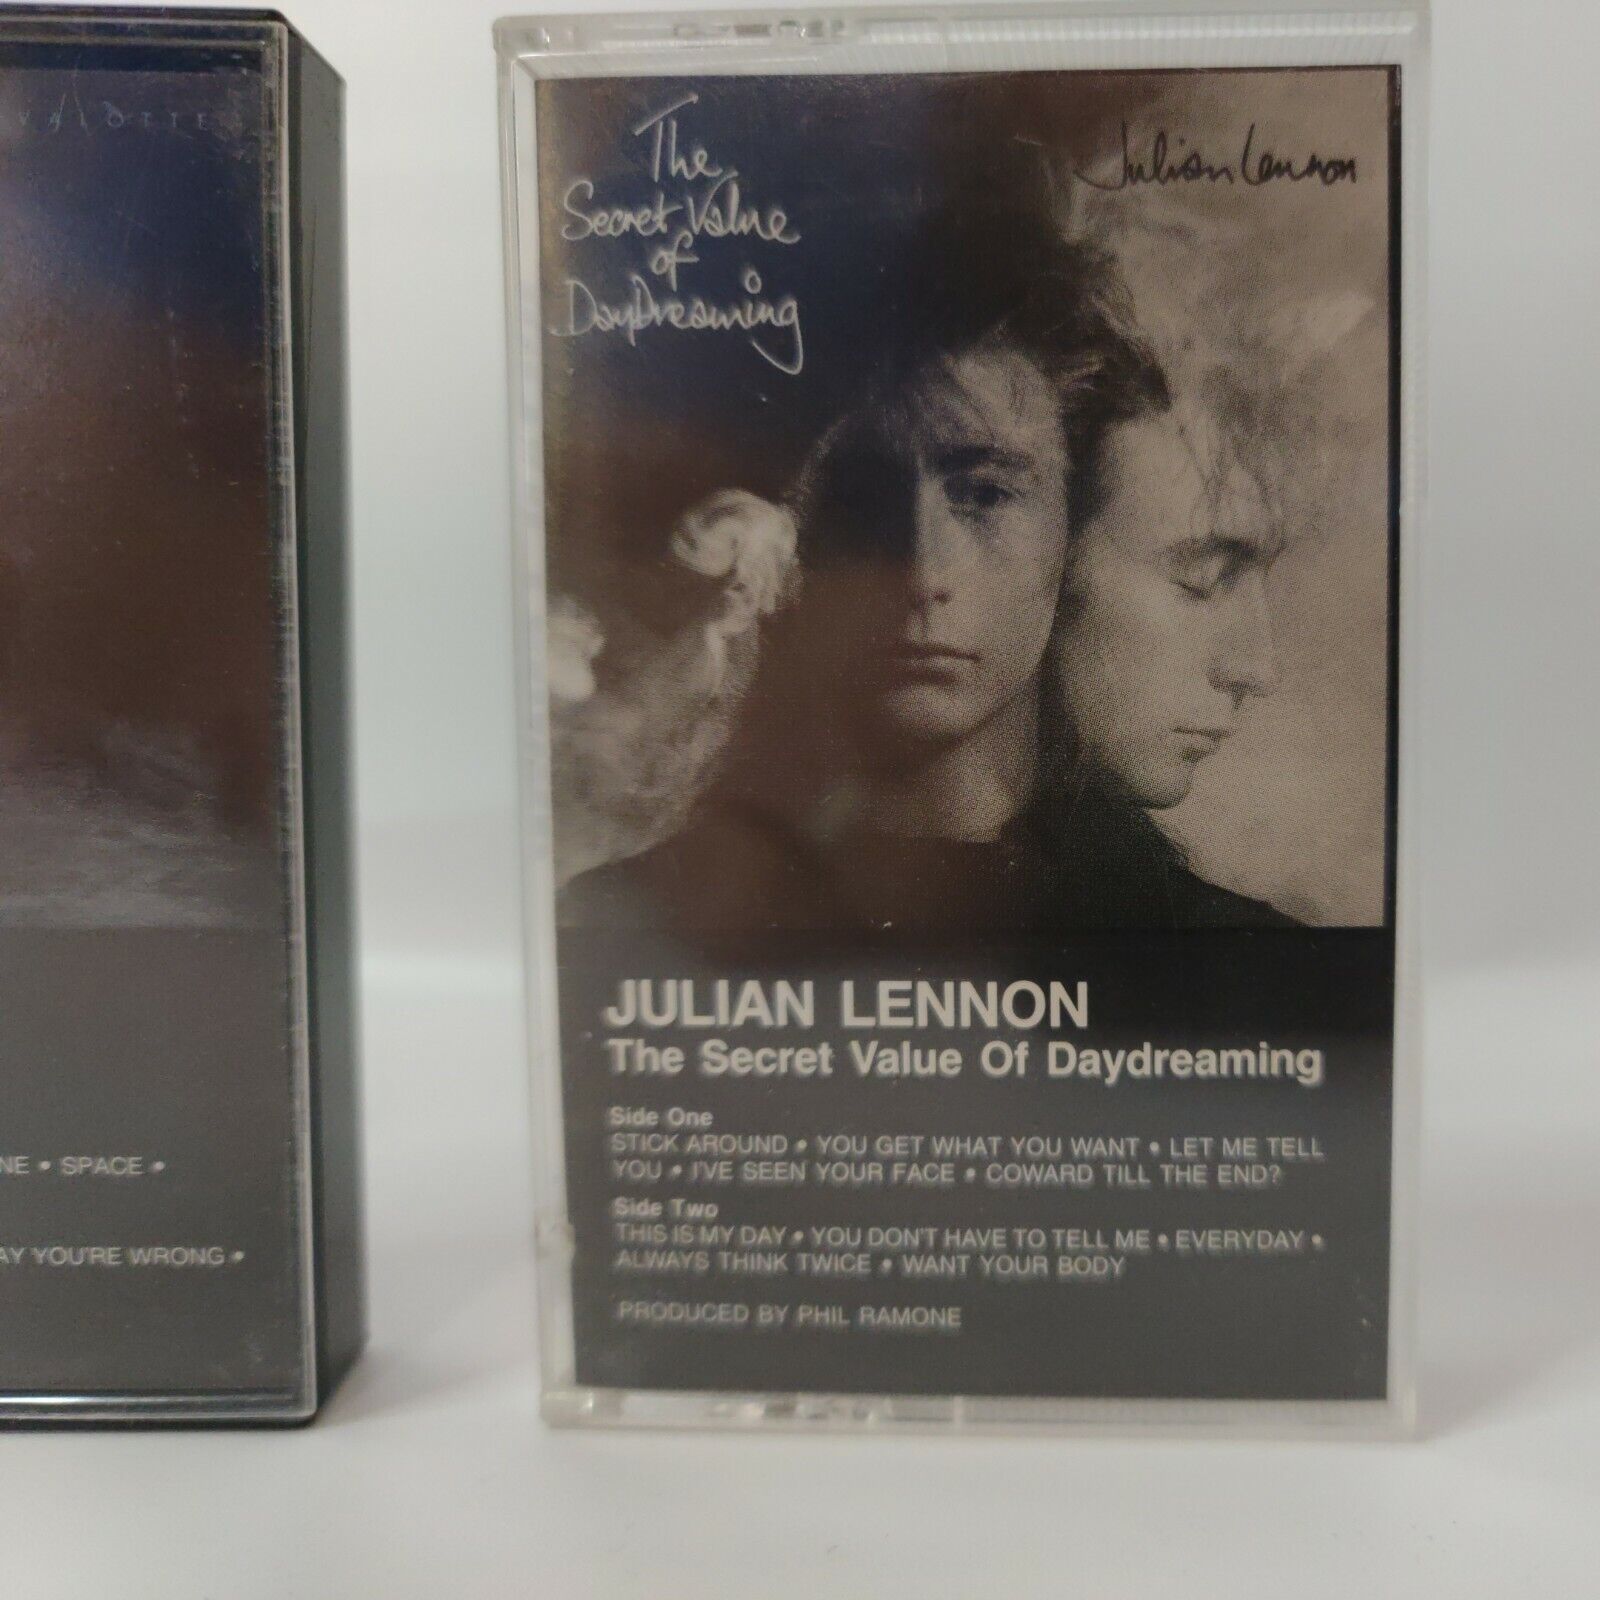 VALOTTE
NE • SPACE •
AY YOU'RE WRONG •
The
Secret Value
of
DayDreaming
Julian Lennon
JULIAN LENNON
The Secret Value Of Daydreaming
Side One
STICK AROUND • YOU GET WHAT YOU WANT • LET ME TELL
YOU • I'VE SEEN YOUR FACE • COWARD TILL THE END?
Side Two
THIS IS MY DAY • YOU DON'T HAVE TO TELL ME • EVERYDAY •
ALWAYS THINK TWICE • WANT YOUR BODY
PRODUCED BY PHIL RAMONE